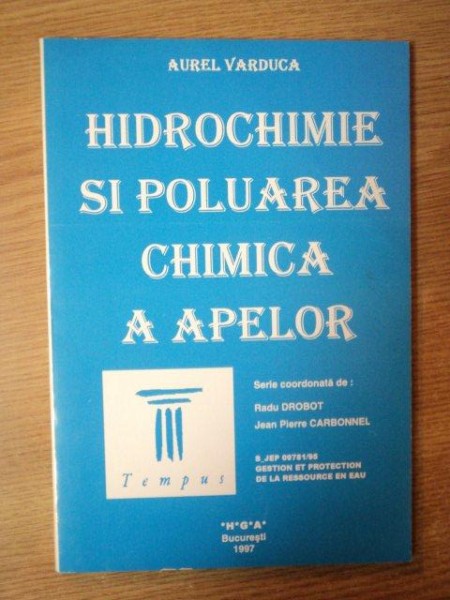 AUREL VARDUCA
HIDROCHIMIE
SI POLUAREA
CHIMICA
A APELOR
Tempus
Serie coordonată de :
Radu DROBOT
Jean Pierre CARBONNEL
S_JEP 09781/95
GESTION ET PROTECTION
DE LA RESSOURCE EN EAU
*H*G*A*
Bucureşti
1997